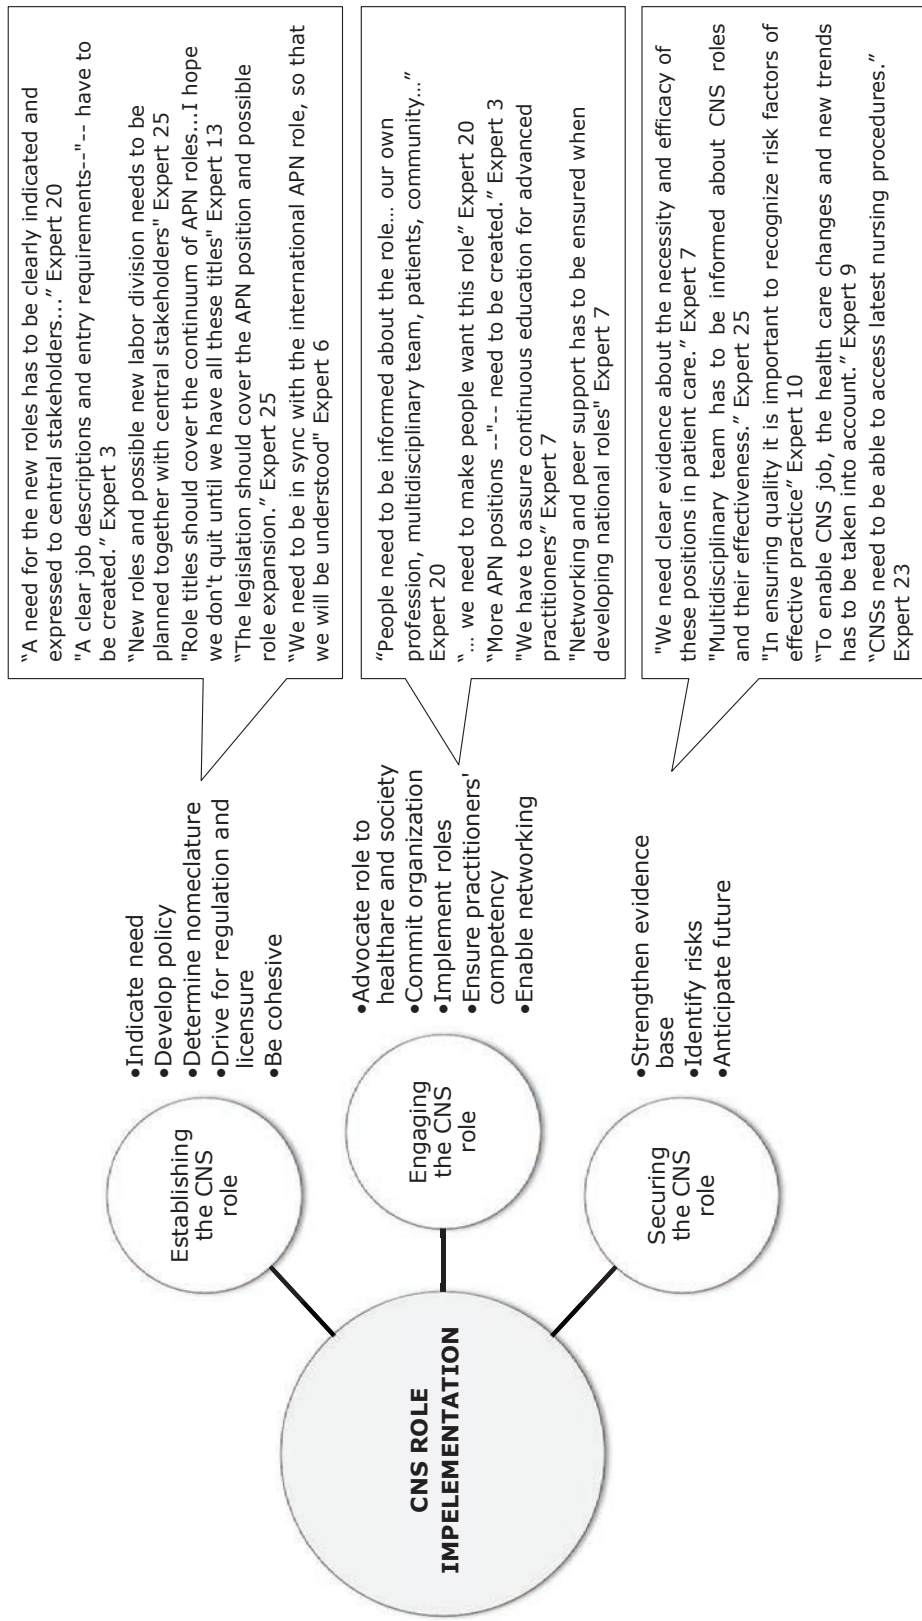 CNS ROLE
IMPELEMENTATION
Establishing
the CNS
role
•Indicate need
•Develop policy
•Determine nomeclature
•Drive for regulation and
licensure
•Be cohesive
“A need for the new roles has to be clearly indicated and
expressed to central stakeholders…” Expert 20
"A clear job descriptions and entry requirements--"-- have to
be created.” Expert 3
“New roles and possible new labor division needs to be
planned together with central stakeholders" Expert 25
"Role titles should cover the continuum of APN roles...I hope
we don't quit until we have all these titles" Expert 13
“The legislation should cover the APN position and possible
role expansion.” Expert 25
“We need to be in sync with the international APN role, so that
we will be understood" Expert 6
Engaging
the CNS
role
•Advocate role to
healthare and society
•Commit organization
•Implement roles
•Ensure practitioners'
competency
•Enable networking
“People need to be informed about the role… our own
profession, multidisciplinary team, patients, community…”
Expert 20
“ … we need to make people want this role” Expert 20
“More APN positions --"-- need to be created.” Expert 3
"We have to assure continuous education for advanced
practitioners” Expert 7
"Networking and peer support has to be ensured when
developing national roles" Expert 7
Securing
the CNS
role
•Strengthen evidence
base
•Identify risks
•Anticipate future
"We need clear evidence about the necessity and efficacy of
these positions in patient care.” Expert 7
"Multidisciplinary team has to be informed about CNS roles
and their effectiveness.” Expert 25
"In ensuring quality it is important to recognize risk factors of
effective practice” Expert 10
“To enable CNS job, the health care changes and new trends
has to be taken into account.” Expert 9
“CNSs need to be able to access latest nursing procedures.”
Expert 23